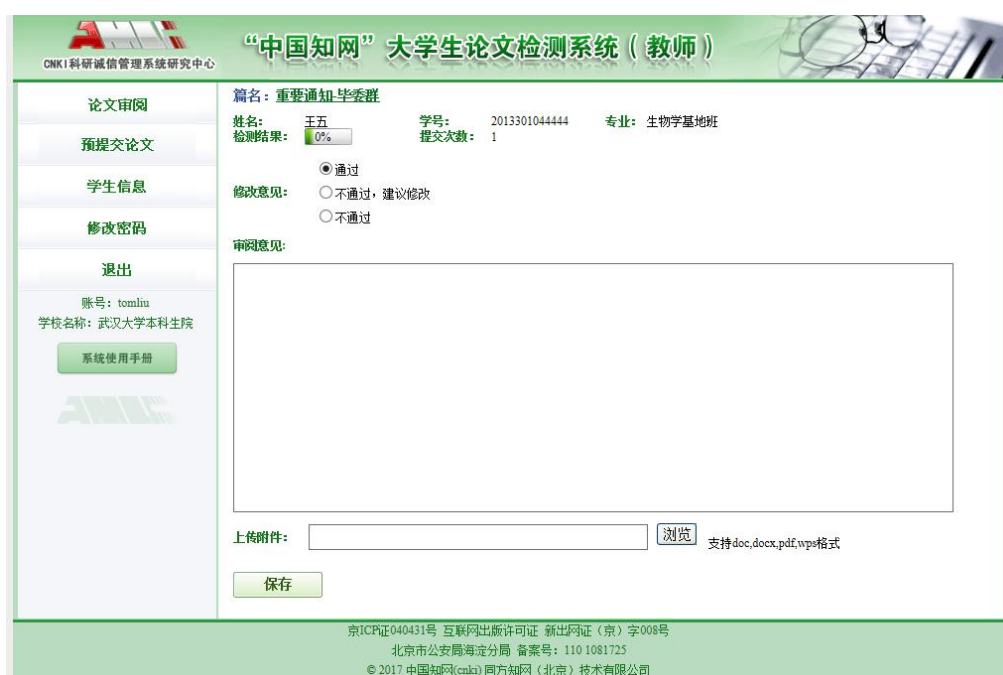 AMLC
CNKI科研诚信管理系统研究中心
“中国知网”大学生论文检测系统（教师）
论文审阅
预提交论文
学生信息
修改密码
退出
账号：tomliu
学校名称：武汉大学本科生院
系统使用手册
AMLC
篇名：重要通知-毕委群
姓名： 王五 学号： 2013301044444 专业： 生物学基地班
检测结果： 0% 提交次数： 1
修改意见：
通过
不通过，建议修改
不通过
审阅意见:
上传附件： 浏览 支持doc,docx,pdf,wps格式
保存
京ICP证040431号 互联网出版许可证 新出网证（京）字008号
北京市公安局海淀分局 备案号：110 1081725
© 2017 中国知网(cnki) 同方知网（北京）技术有限公司